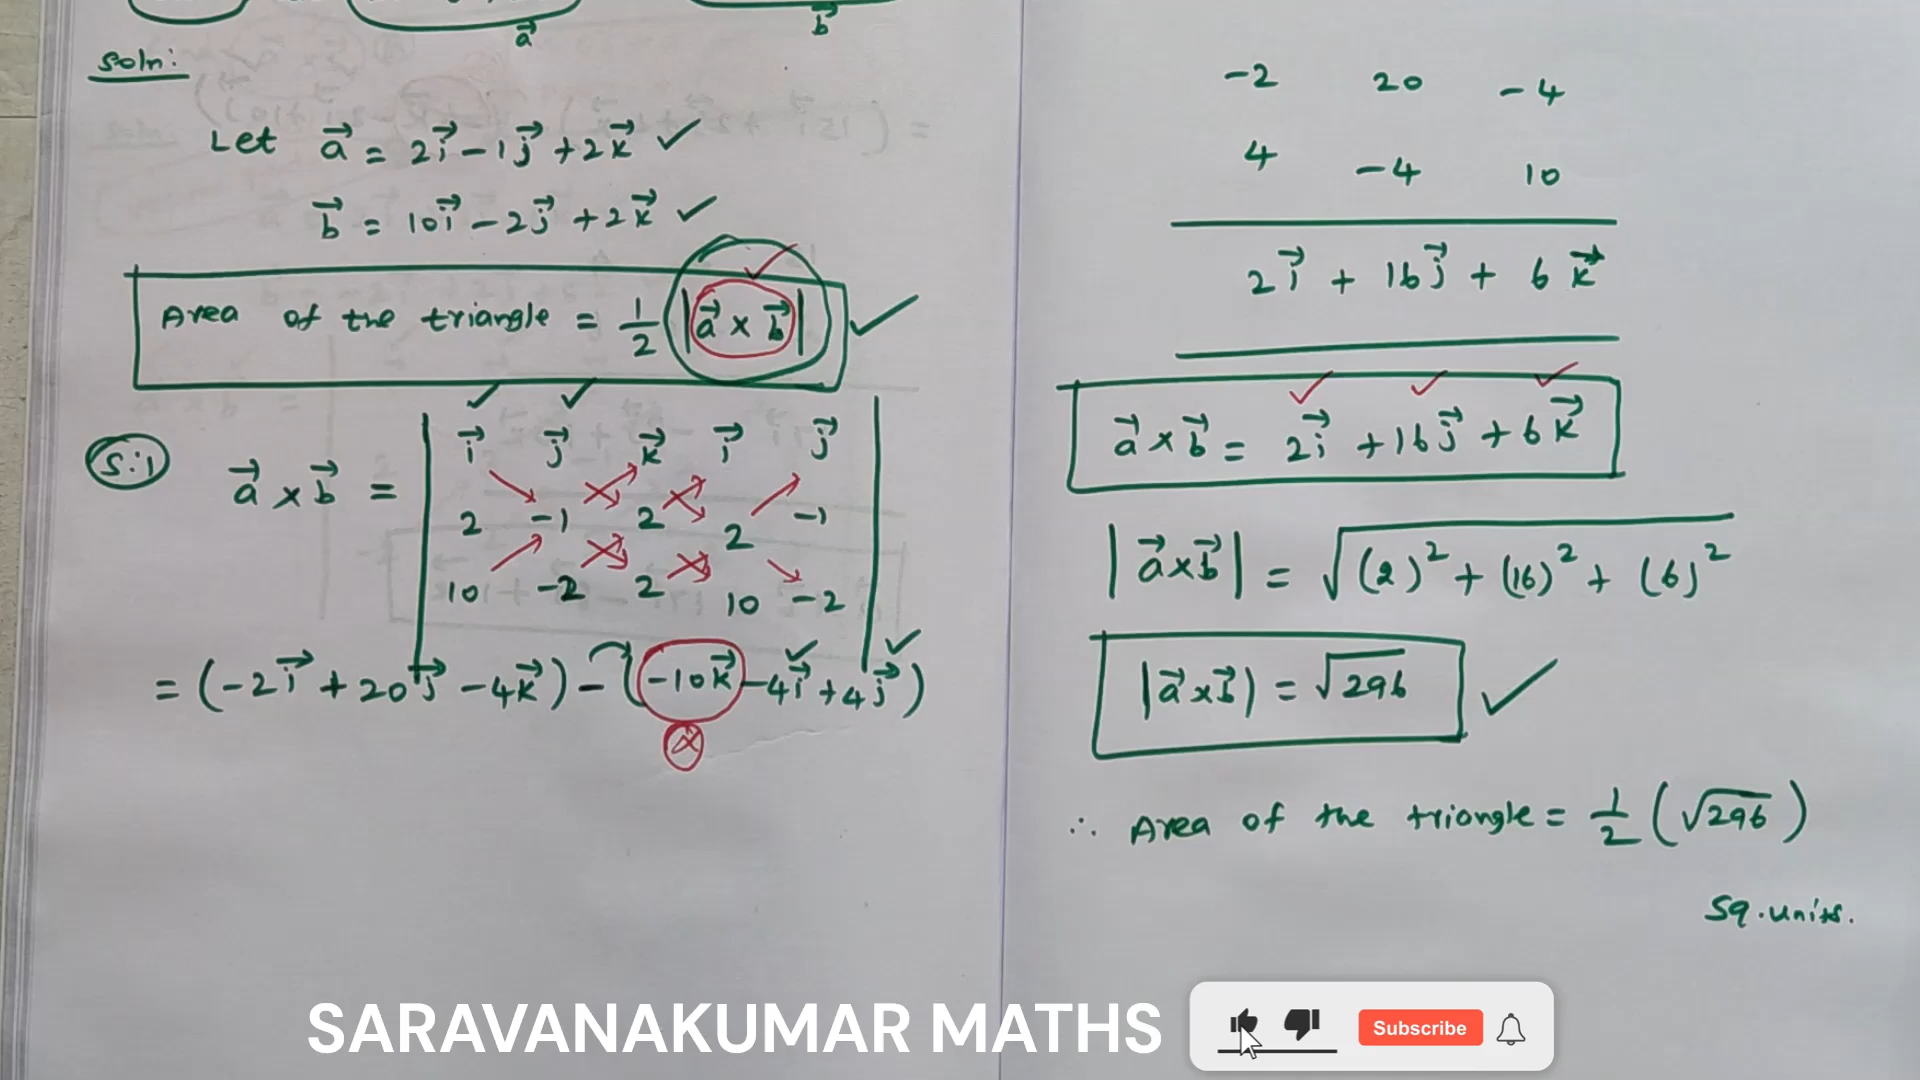 a⃗ b⃗
Soln:
Let a⃗ = 2i⃗ - 1j⃗ + 2k⃗ ✓
b⃗ = 10i⃗ - 2j⃗ + 2k⃗ ✓
Area of the triangle = 1/2 |a⃗ × b⃗| ✓
S:1 a⃗ × b⃗ = | i⃗ j⃗ k⃗ i⃗ j⃗ |
2 -1 2 2 -1
10 -2 2 10 -2
= (-2i⃗ + 20j⃗ - 4k⃗) - (-10k⃗ - 4i⃗ + 4j⃗)
-2 20 -4
4 -4 10
2i⃗ + 16j⃗ + 6k⃗
a⃗ × b⃗ = 2i⃗ + 16j⃗ + 6k⃗
|a⃗ × b⃗| = √(2)² + (16)² + (6)²
|a⃗ × b⃗| = √296 ✓
∴ Area of the triangle = 1/2 (√296)
Sq. units.
SARAVANAKUMAR MATHS
Subscribe